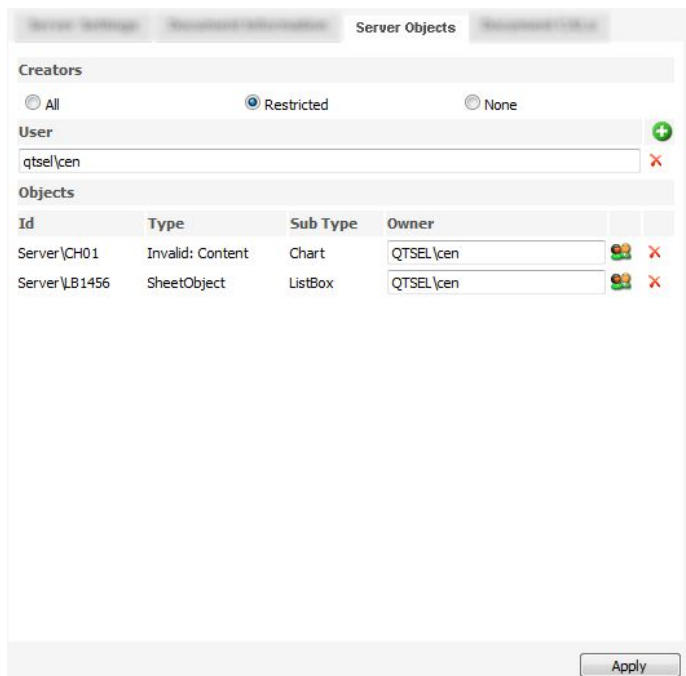 Server Objects
Creators
All Restricted None
User
qtsel\cen
Objects
Id Type Sub Type Owner
Server\CH01 Invalid: Content Chart QTSEL\cen
Server\LB1456 SheetObject ListBox QTSEL\cen
Apply